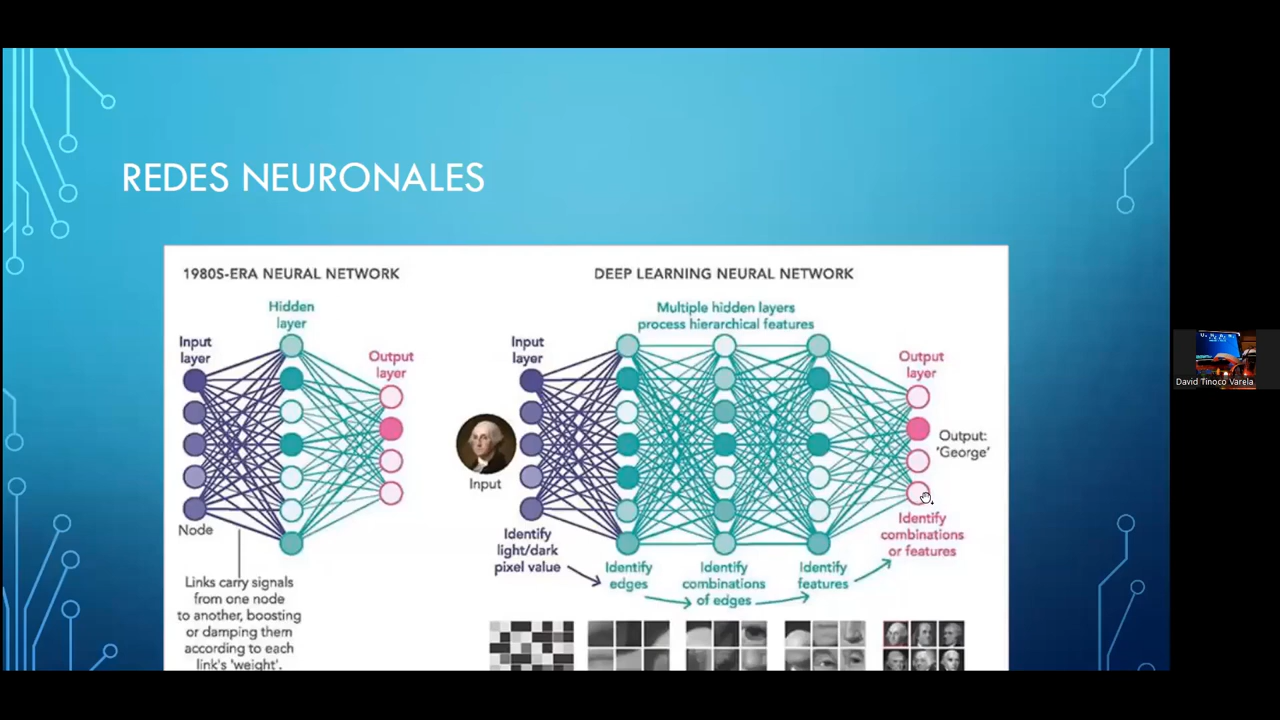 REDES NEURONALES
1980S-ERA NEURAL NETWORK
Hidden
layer
Input
layer
Output
layer
Node
Links carry signals
from one node
to another, boosting
or damping them
according to each
link's 'weight'.
DEEP LEARNING NEURAL NETWORK
Multiple hidden layers
process hierarchical features
Input
layer
Output
layer
Input
Output:
'George'
Identify
light/dark
pixel value
Identify
edges
Identify
combinations
of edges
Identify
features
Identify
combinations
or features
David Tinoco Varela